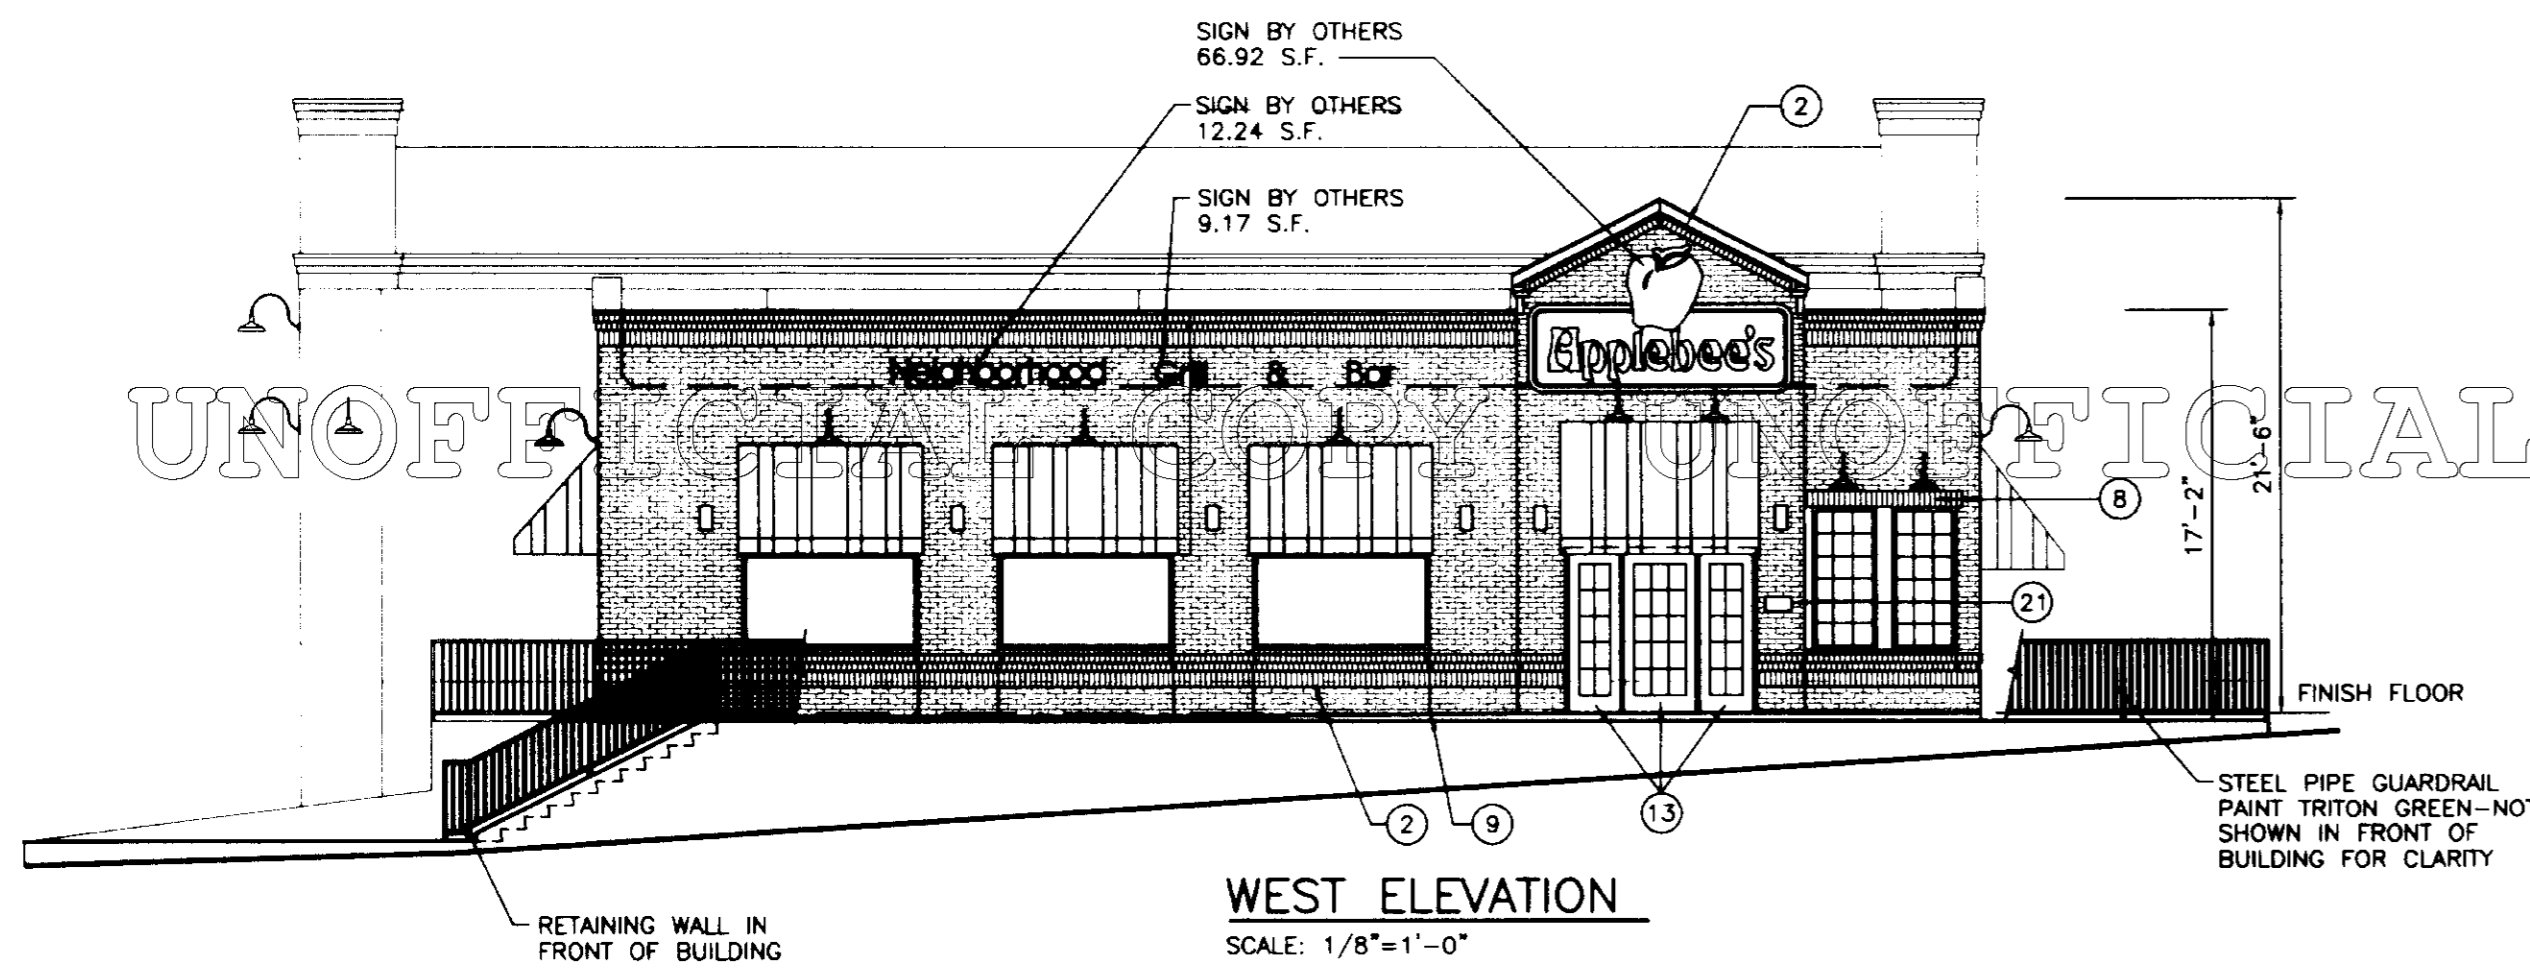 SIGN BY OTHERS
66.92 S.F.
SIGN BY OTHERS
12.24 S.F.
2
SIGN BY OTHERS
9.17 S.F.
Applebee's
Neighborhood Grill & Bar
UNOFFICIAL COPY UNOFFICIAL
21'-6"
17'-2"
8
21
FINISH FLOOR
STEEL PIPE GUARDRAIL
PAINT TRITON GREEN-NOT
SHOWN IN FRONT OF
BUILDING FOR CLARITY
2
9
13
RETAINING WALL IN
FRONT OF BUILDING
WEST ELEVATION
SCALE: 1/8"=1'-0"